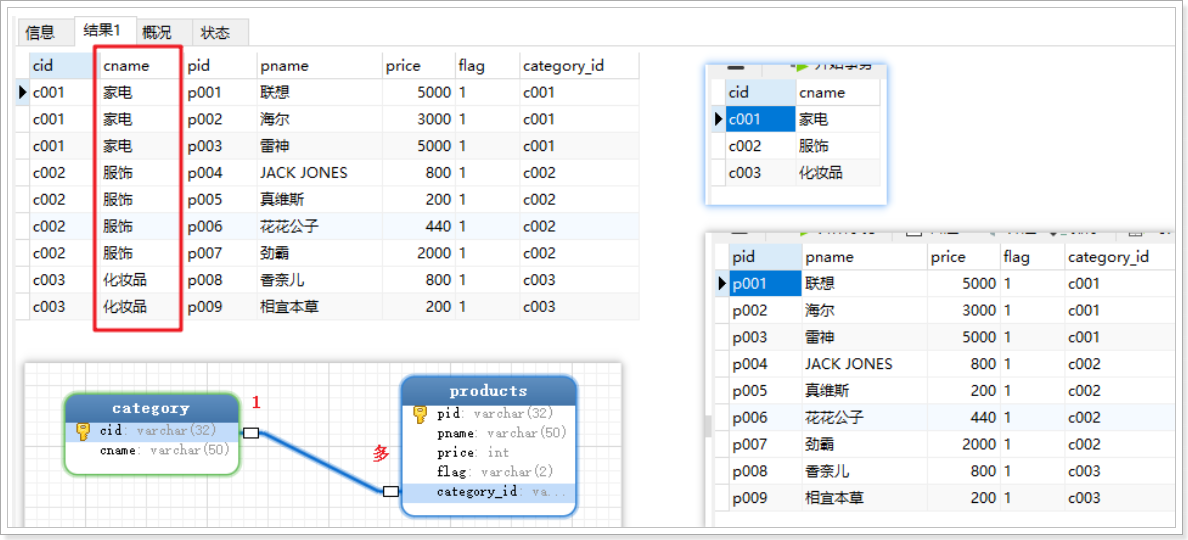 信息 结果1 概况 状态
cid cname pid pname price flag category_id
c001 家电 p001 联想 5000 1 c001
c001 家电 p002 海尔 3000 1 c001
c001 家电 p003 雷神 5000 1 c001
c002 服饰 p004 JACK JONES 800 1 c002
c002 服饰 p005 真维斯 200 1 c002
c002 服饰 p006 花花公子 440 1 c002
c002 服饰 p007 劲霸 2000 1 c002
c003 化妆品 p008 香奈儿 800 1 c003
c003 化妆品 p009 相宜本草 200 1 c003
cid cname
c001 家电
c002 服饰
c003 化妆品
pid pname price flag category_id
p001 联想 5000 1 c001
p002 海尔 3000 1 c001
p003 雷神 5000 1 c001
p004 JACK JONES 800 1 c002
p005 真维斯 200 1 c002
p006 花花公子 440 1 c002
p007 劲霸 2000 1 c002
p008 香奈儿 800 1 c003
p009 相宜本草 200 1 c003
category
cid: varchar(32)
cname: varchar(50)
1
多
products
pid: varchar(32)
pname: varchar(50)
price: int
flag: varchar(2)
category_id: va...